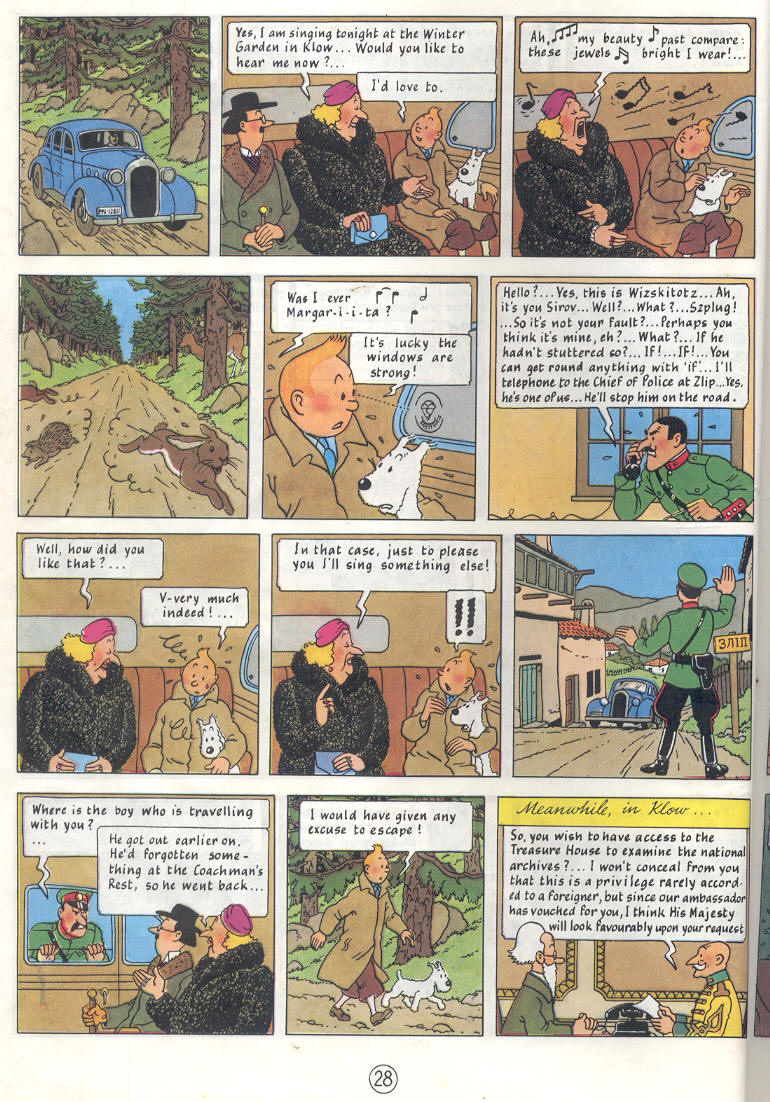 Yes, I am singing tonight at the Winter
Garden in Klow... Would you like to
hear me now?...
I'd love to.
Ah, my beauty past compare:
these jewels bright I wear!...
Was I ever
Margar-i-i-ta?
It's lucky the
windows are
strong!
Hello?...Yes, this is Wizskitotz...Ah,
it's you Sirov...Well?...What?...Szplug!
...So it's not your fault?...Perhaps you
think it's mine, eh?...What?...If he
hadn't stuttered so?...If!...If!...You
can get round anything with 'if'...I'll
telephone to the Chief of Police at Zlip...Yes,
he's one of us...He'll stop him on the road.
Well, how did you
like that?...
V-very much
indeed!...
In that case, just to please
you I'll sing something else!
!!!!
ЗЛІП
Where is the boy who is travelling
with you?
...
He got out earlier on.
He'd forgotten some-
thing at the Coachman's
Rest, so he went back...
I would have given any
excuse to escape!
Meanwhile, in Klow...
So, you wish to have access to the
Treasure House to examine the national
archives?... I won't conceal from you
that this is a privilege rarely accord-
ed to a foreigner, but since our ambassador
has vouched for you, I think His Majesty
will look favourably upon your request
28